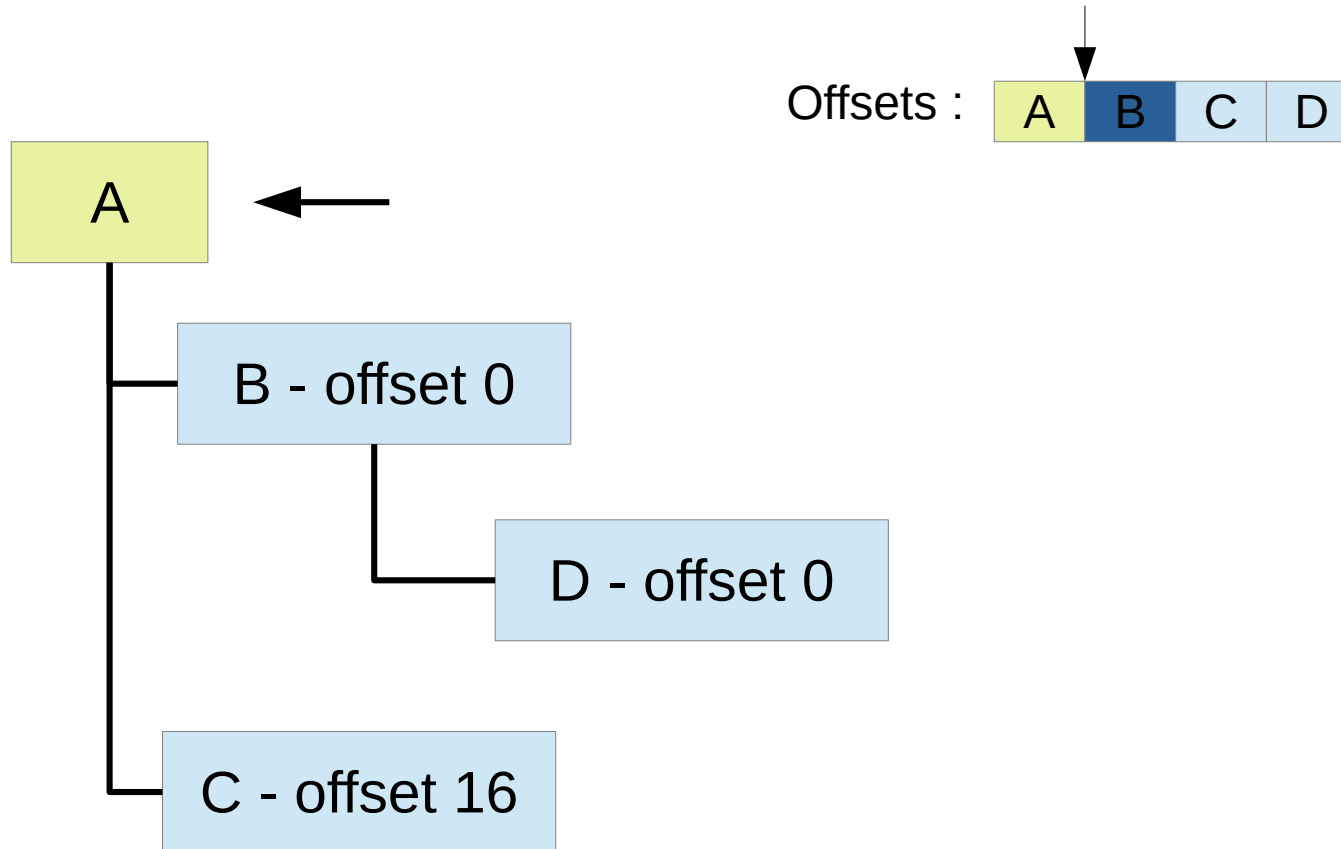 Offsets : A B C D
A
B - offset 0
D - offset 0
C - offset 16